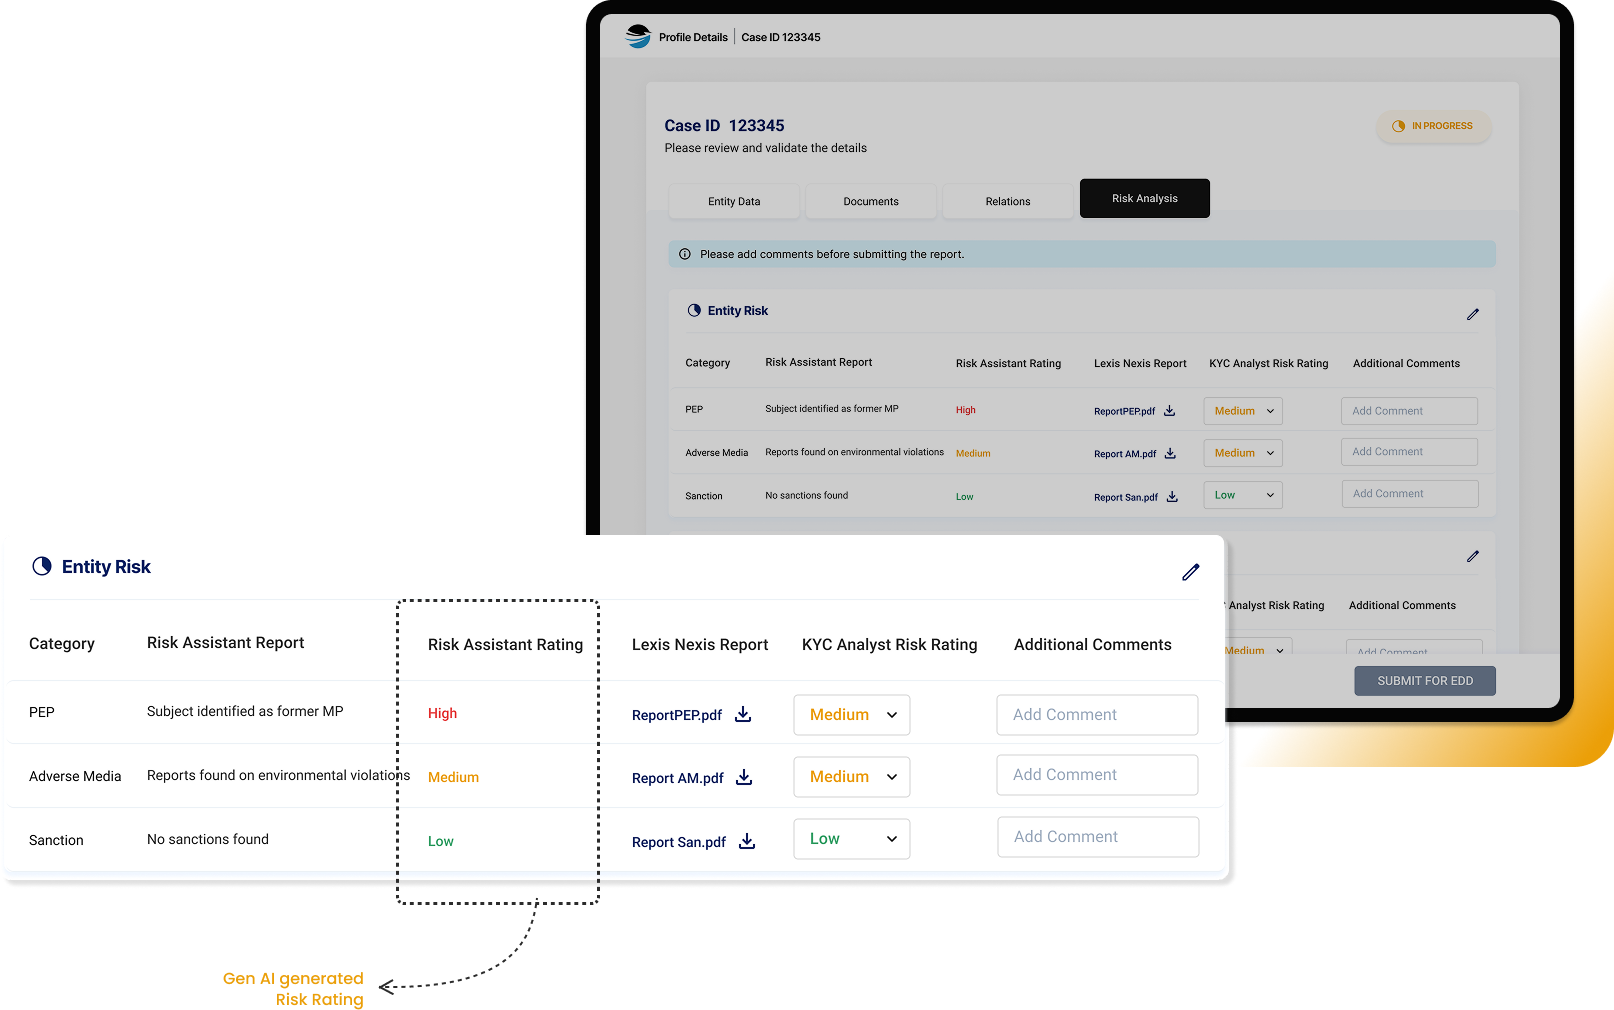 Profile Details | Case ID 123345
Case ID 123345
Please review and validate the details
IN PROGRESS
Entity Data Documents Relations Risk Analysis
Please add comments before submitting the report.
Entity Risk
Category Risk Assistant Report Risk Assistant Rating Lexis Nexis Report KYC Analyst Risk Rating Additional Comments
PEP Subject identified as former MP High ReportPEP.pdf Medium Add Comment
Adverse Media Reports found on environmental violations Medium Report AM.pdf Medium Add Comment
Sanction No sanctions found Low Report San.pdf Low Add Comment
Analyst Risk Rating Additional Comments
Medium Add Comment
SUBMIT FOR EDD
Entity Risk
Category Risk Assistant Report Risk Assistant Rating Lexis Nexis Report KYC Analyst Risk Rating Additional Comments
PEP Subject identified as former MP High ReportPEP.pdf Medium Add Comment
Adverse Media Reports found on environmental violations Medium Report AM.pdf Medium Add Comment
Sanction No sanctions found Low Report San.pdf Low Add Comment
Gen AI generated
Risk Rating